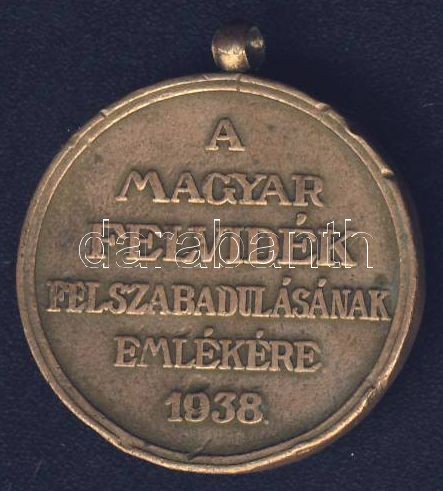 A
MAGYAR
FELVIDÉK
darabanth
FELSZABADULÁSÁNAK
EMLÉKÉRE
1938.